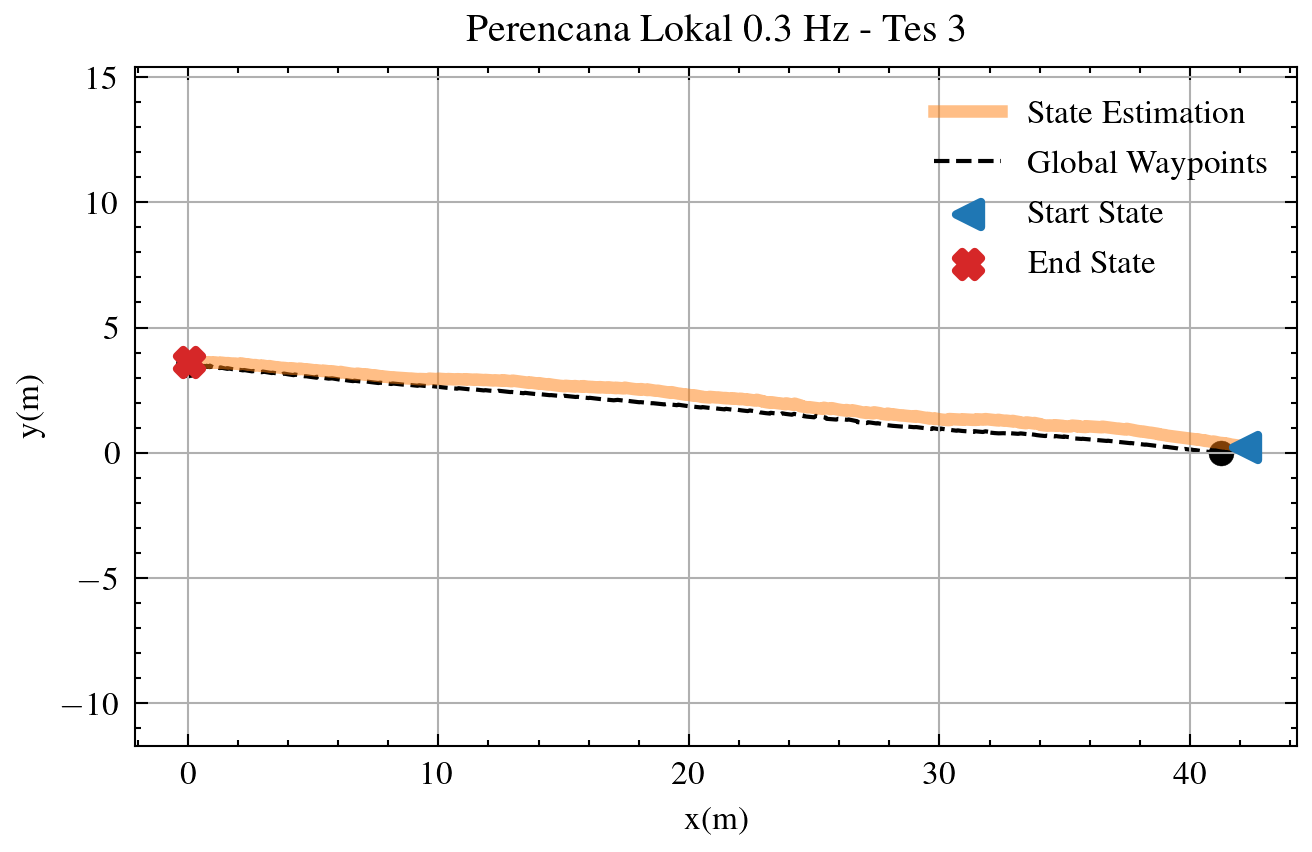 Perencana Lokal 0.3 Hz - Tes 3
15
10
5
0
−5
−10
y(m)
State Estimation
Global Waypoints
Start State
End State
0 10 20 30 40
x(m)